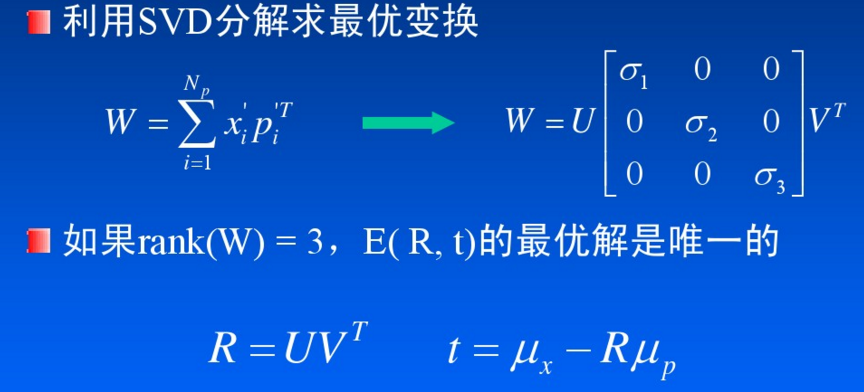 利用SVD分解求最优变换
W = \sum_{i=1}^{N_p} x_i^{'} p_i^{'T} W = U \begin{bmatrix} \sigma_1 & 0 & 0 \\ 0 & \sigma_2 & 0 \\ 0 & 0 & \sigma_3 \end{bmatrix} V^T
如果rank(W) = 3，E( R, t)的最优解是唯一的
R = UV^T t = \mu_x - R\mu_p